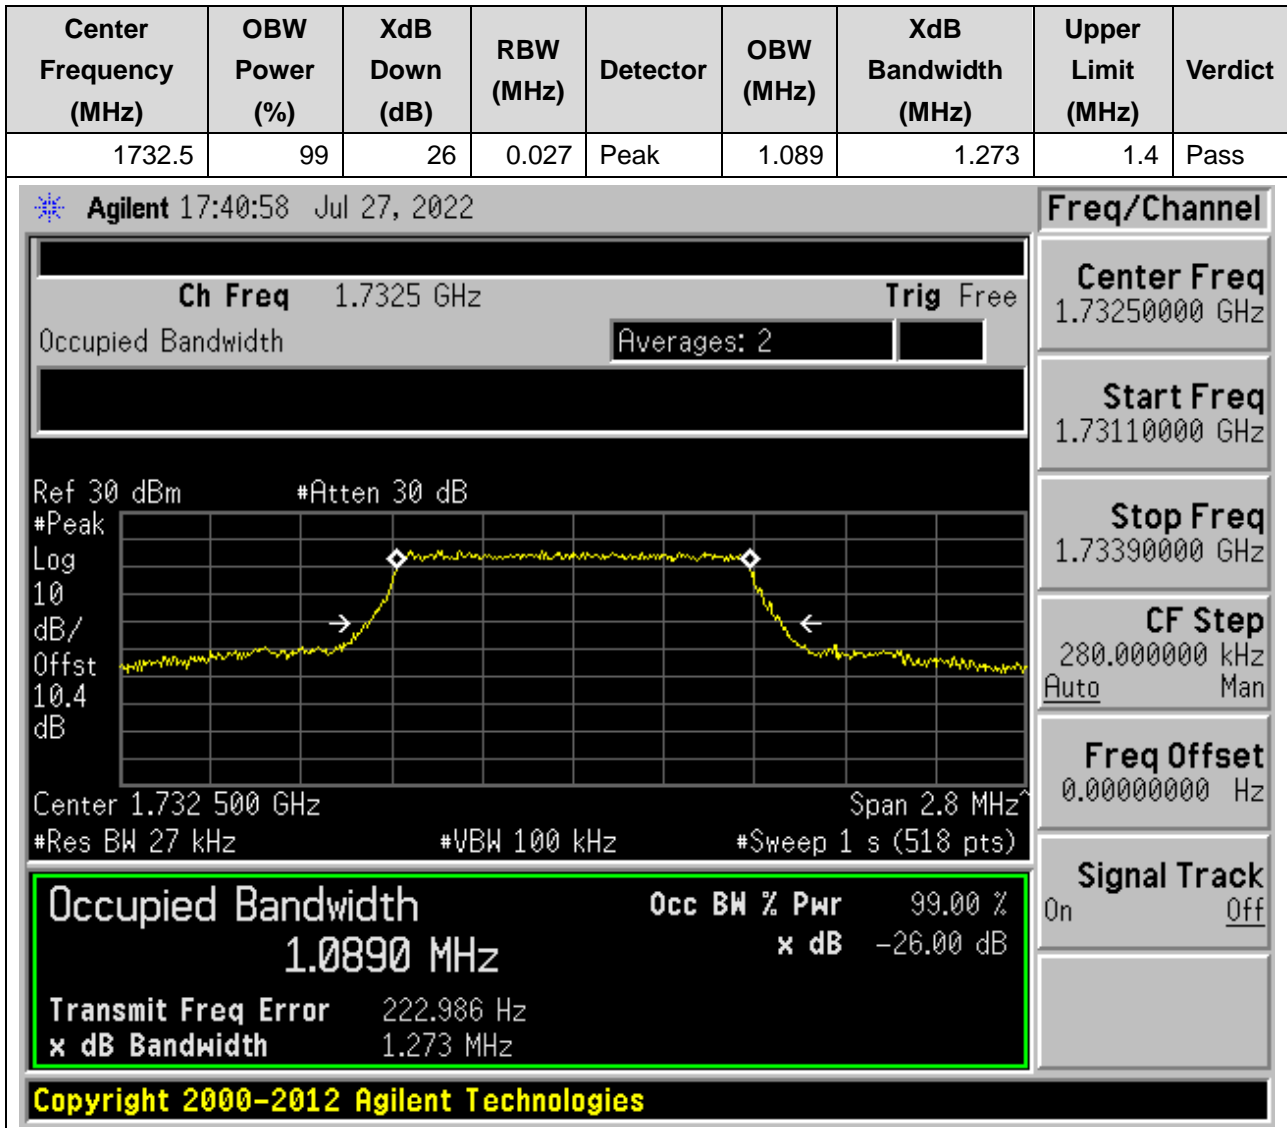 Center Frequency (MHz) OBW Power (%) XdB Down (dB) RBW (MHz) Detector OBW (MHz) XdB Bandwidth (MHz) Upper Limit (MHz) Verdict
1732.5 99 26 0.027 Peak 1.089 1.273 1.4 Pass
Agilent 17:40:58 Jul 27, 2022
Freq/Channel
Ch Freq 1.7325 GHz Trig Free
Occupied Bandwidth Averages: 2
Center Freq
1.73250000 GHz
Start Freq
1.73110000 GHz
Stop Freq
1.73390000 GHz
CF Step
280.000000 kHz
Auto Man
Freq Offset
0.00000000 Hz
Signal Track
On Off
Ref 30 dBm #Atten 30 dB
#Peak
Log
10
dB/
Offst
10.4
dB
Center 1.732 500 GHz Span 2.8 MHz^
#Res BW 27 kHz #VBW 100 kHz #Sweep 1 s (518 pts)
Occupied Bandwidth Occ BW % Pwr 99.00 %
1.0890 MHz x dB -26.00 dB
Transmit Freq Error 222.986 Hz
x dB Bandwidth 1.273 MHz
Copyright 2000-2012 Agilent Technologies